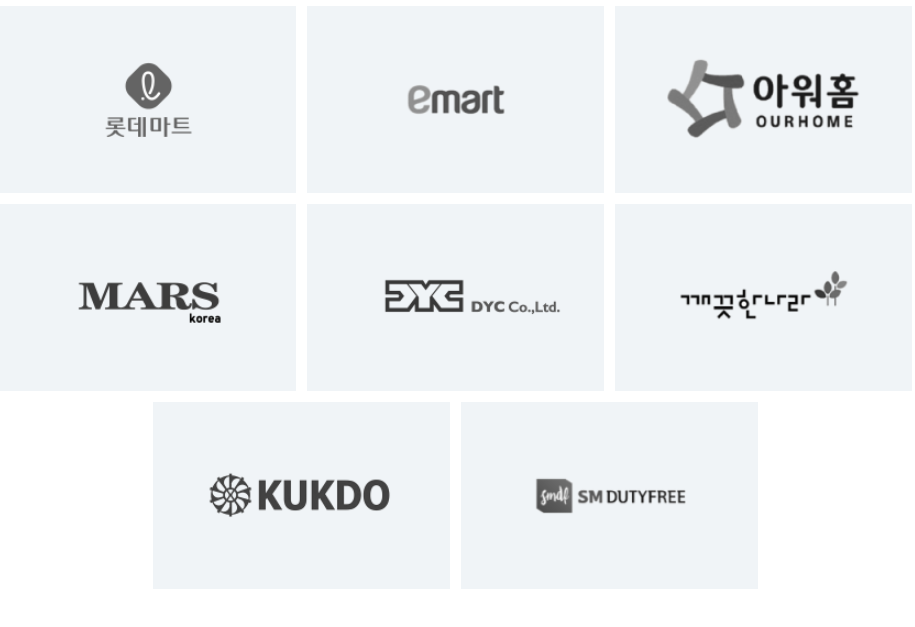 롯데마트
emart
아워홈
OURHOME
MARS
korea
DYC DYC Co.,Ltd.
깨끗한나라
KUKDO
smdf SM DUTYFREE